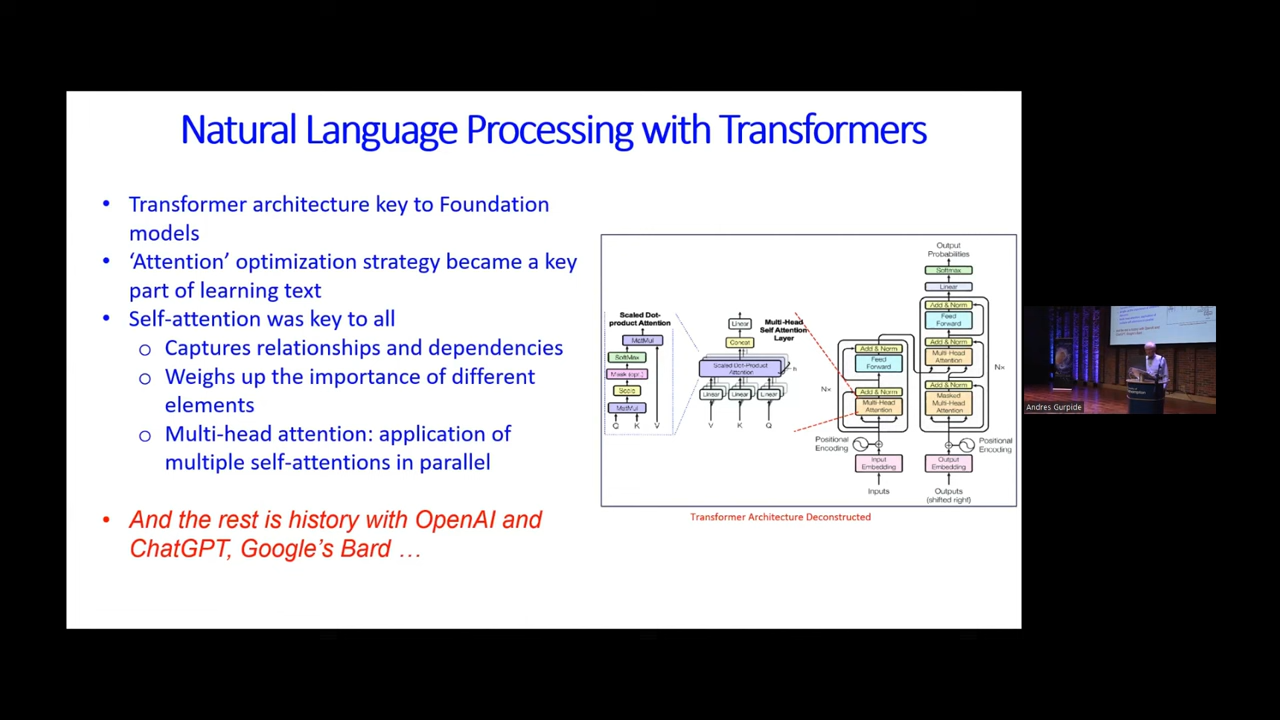 Natural Language Processing with Transformers
• Transformer architecture key to Foundation
models
• ‘Attention’ optimization strategy became a key
part of learning text
• Self-attention was key to all
o Captures relationships and dependencies
o Weighs up the importance of different
elements
o Multi-head attention: application of
multiple self-attentions in parallel
• And the rest is history with OpenAI and
ChatGPT, Google’s Bard …
Scaled Dot-
product Attention
MatMul
SoftMax
Mask (opt.)
Scale
MatMul
Q K V
Multi-Head
Self Attention
Layer
Linear
Concat
Scaled Dot-Product
Attention
h
Linear Linear Linear
V K Q
Output
Probabilities
Softmax
Linear
Add & Norm
Feed
Forward
Add & Norm
Multi-Head
Attention
Add & Norm
Masked
Multi-Head
Attention
N×
Add & Norm
Feed
Forward
Add & Norm
Multi-Head
Attention
N×
Positional
Encoding
Positional
Encoding
Input
Embedding
Output
Embedding
Inputs
Outputs
(shifted right)
Transformer Architecture Deconstructed
Andres Gurpide